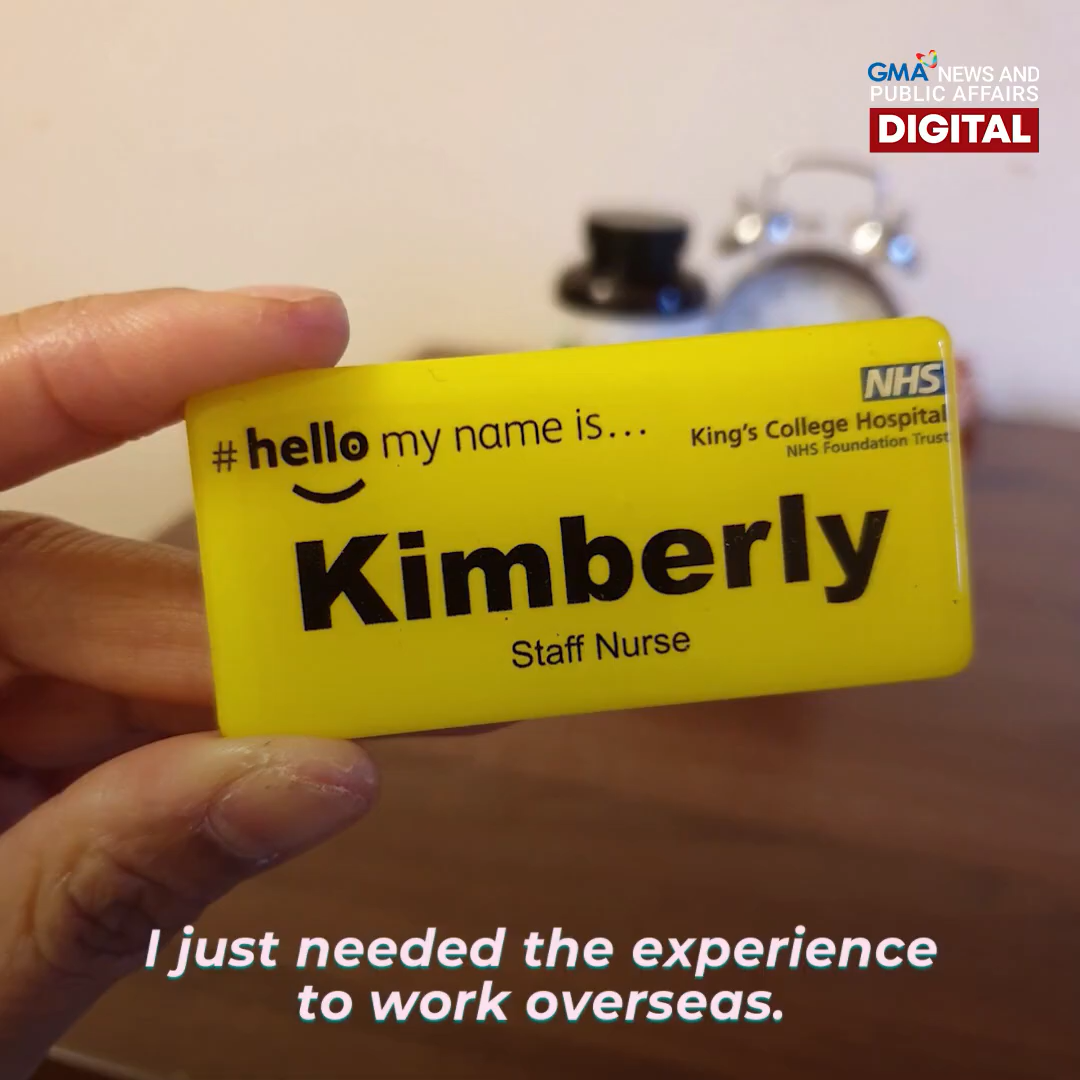 GMA NEWS AND
PUBLIC AFFAIRS
DIGITAL
NHS
# hello my name is...
King's College Hospital
NHS Foundation Trust
Kimberly
Staff Nurse
I just needed the experience
to work overseas.